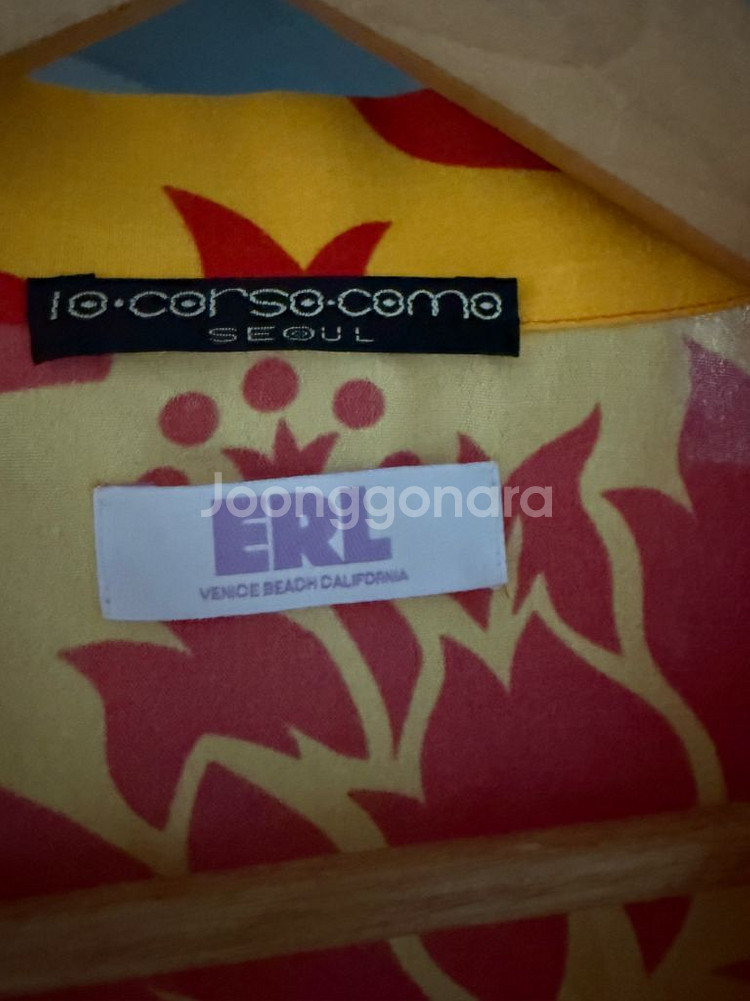 10·corso·como
SEOUL
Joonggonara
ERL
VENICE BEACH CALIFORNIA